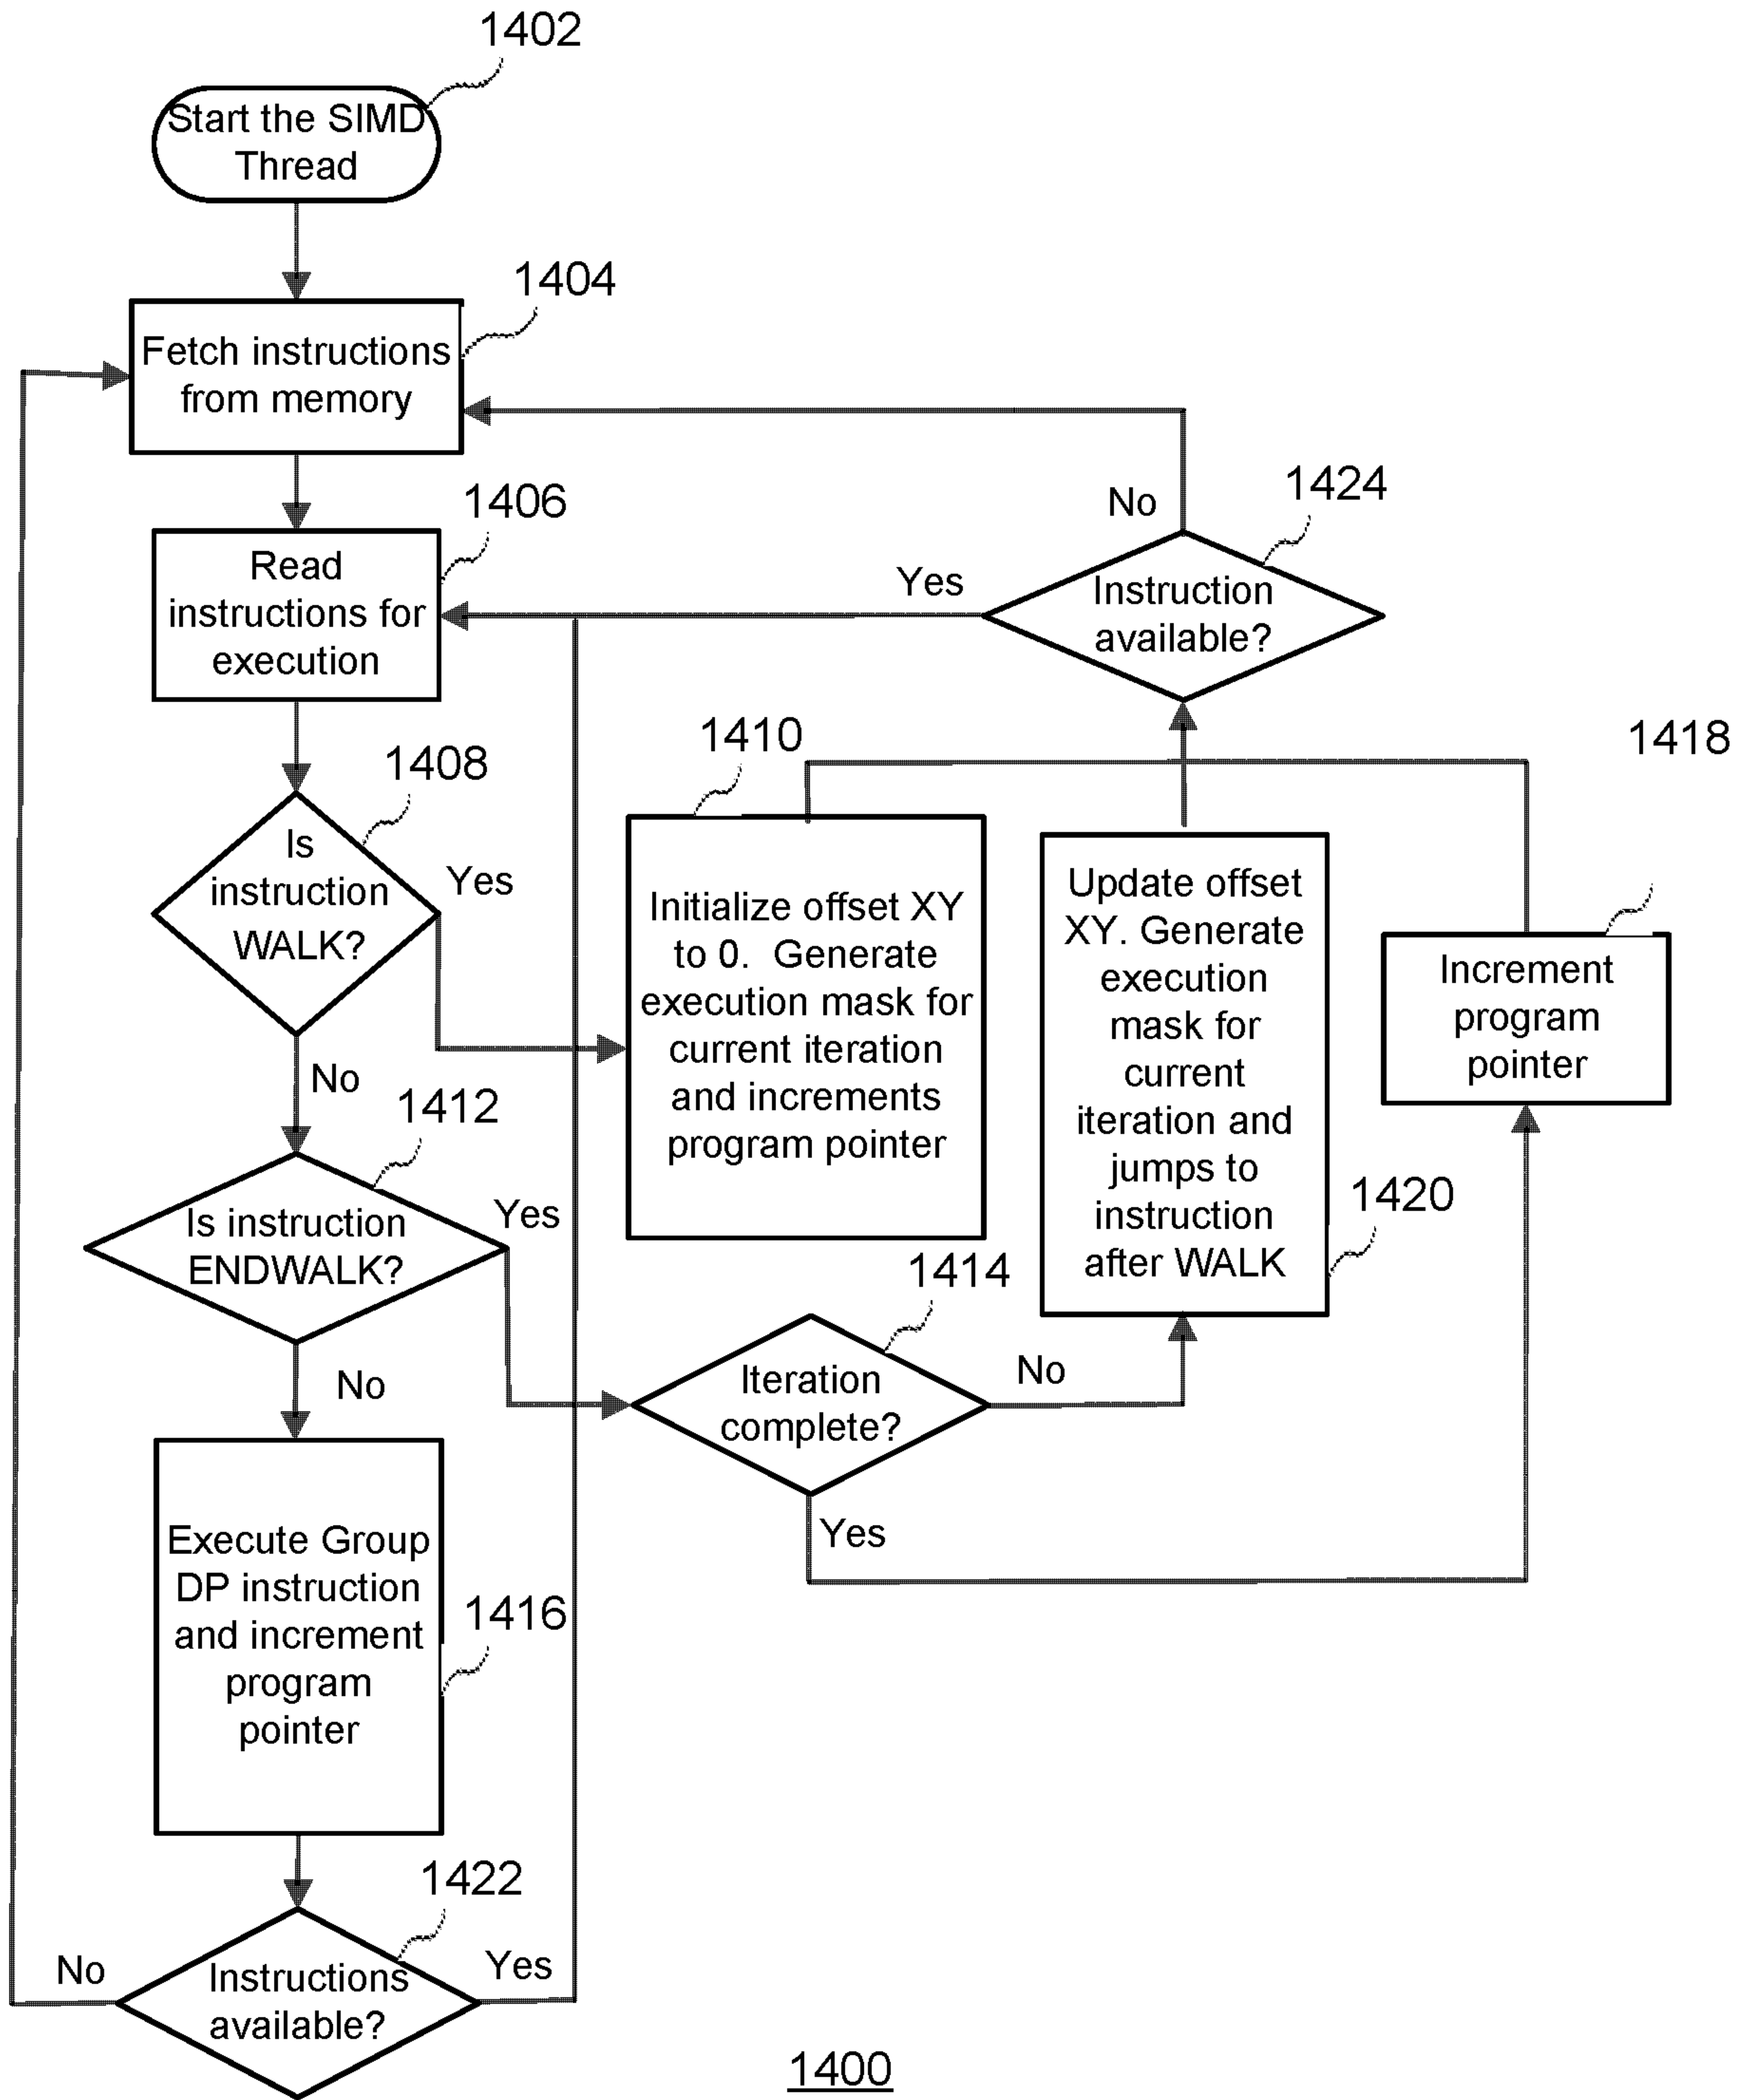 1402
Start the SIMD
Thread
1404
Fetch instructions
from memory
1406
Read
instructions for
execution
No
1424
Yes
Instruction
available?
1408
Is
instruction
WALK?
Yes
No
1410
Initialize offset XY
to 0. Generate
execution mask for
current iteration
and increments
program pointer
Update offset
XY. Generate
execution
mask for
current
iteration and
jumps to
instruction
after WALK
1420
1418
Increment
program
pointer
1412
Is instruction
ENDWALK?
Yes
No
1414
Iteration
complete?
No
Yes
Execute Group
DP instruction
and increment
program
pointer
1416
1422
Instructions
available?
No
Yes
1400